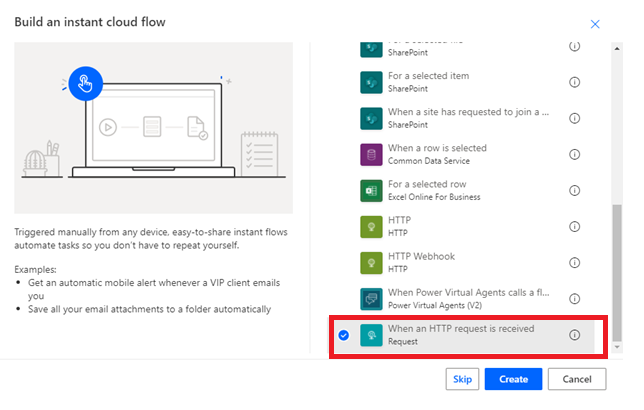 Build an instant cloud flow
Triggered manually from any device, easy-to-share instant flows
automate tasks so you don't have to repeat yourself.
Examples:
• Get an automatic mobile alert whenever a VIP client emails
you
• Save all your email attachments to a folder automatically
SharePoint
For a selected item
SharePoint
When a site has requested to join a ...
SharePoint
When a row is selected
Common Data Service
For a selected row
Excel Online For Business
HTTP
HTTP
HTTP Webhook
HTTP
When Power Virtual Agents calls a fl...
Power Virtual Agents (V2)
When an HTTP request is received
Request
Skip
Create
Cancel